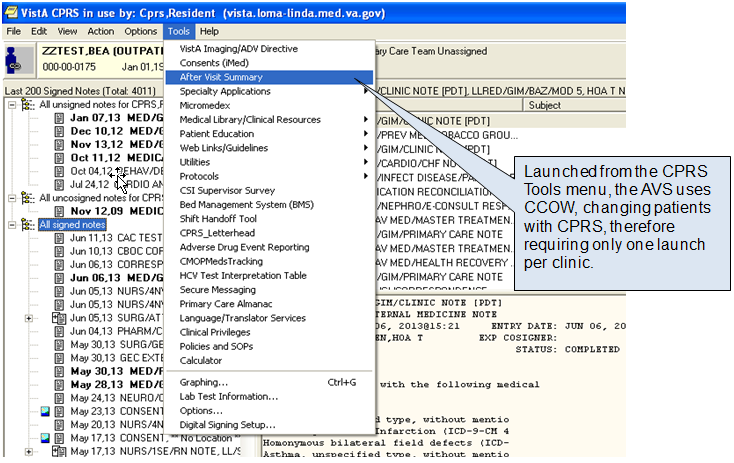 VistA CPRS in use by: Cprs,Resident (vista.loma-linda.med.va.gov)
File Edit View Action Options Tools Help
ZZTEST,BEA (OUTPATI
000-00-0175 Jan 01,19
ary Care Team Unassigned
Last 200 Signed Notes (Total: 4011)
/CLINIC NOTE [PDT], LLRED/GIM/BAZ/MOD 5, HOA T N
All unsigned notes for CPRS,R
Jan 07,13 MED/G
Dec 10,12 MED/G
Nov 13,12 MED/G
Oct 11,12 MEDICA
Oct 04,12 BEHAV/DE
Jul 24,12 CARDIO AN
All uncosigned notes for CPRS
Nov 12,09 MEDIC
All signed notes
Jun 11,13 CAC TEST
Jun 10,13 CBOC COP
Jun 06,13 CORRESP
Jun 06,13 MED/G
Jun 05,13 NURS/4NV
Jun 05,13 SURG/ATT
Jun 04,13 PHARM/C
May 30,13 SURG/GE
May 30,13 GEC EXTE
May 30,13 MED/P
May 28,13 MED/G
May 24,13 NEURO/C
May 23,13 CONSENT,
May 20,13 NURS/4N
May 17,13 CONSENT, ** No Location **
May 17,13 NURS/1SE/RN NOTE, LL/S
VistA Imaging/ADV Directive
Consents (iMed)
After Visit Summary
Specialty Applications
Micromedex
Medical Library/Clinical Resources
Patient Education
Web Links/Guidelines
Utilities
Protocols
CSI Supervisor Survey
Bed Management System (BMS)
Shift Handoff Tool
CPRS_Letterhead
Adverse Drug Event Reporting
CMOPMedsTracking
HCV Test Interpretation Table
Secure Messaging
Primary Care Almanac
Language/Translator Services
Clinical Privileges
Policies and SOPs
Calculator
Graphing... Ctrl+G
Lab Test Information...
Options...
Digital Signing Setup...
Subject
/GIM/CLINIC NOTE [PDT]
/PREV MED/TOBACCO GROU...
/GIM/CLINIC NOTE [PDT]
/CARDIO/CHF NOTE
/INFECT DISEASE/PA
ICATION RECONCILIATION
/NEPHRO/E-CONSULT RESP
AV MED/MASTER TREATMEN...
/GIM/PRIMARY CARE NOTE
AV MED/MASTER TREATMEN...
AV MED/HEALTH RECOVERY ...
/GIM/PRIMARY CARE NOTE
GIM/CLINIC NOTE [PDT]
TERNAL MEDICINE NOTE
06, 2013@15:21 ENTRY DATE: JUN 06, 20
EN,HOA T EXP COSIGNER:
STATUS: COMPLETED
with the following medical
ed type, without mentio
Infarction (ICD-9-CM 4
Homonymous bilateral field defects (ICD-
Asthma, unspecified type, without mentio
Launched from the CPRS
Tools menu, the AVS uses
CCOW, changing patients
with CPRS, therefore
requiring only one launch
per clinic.